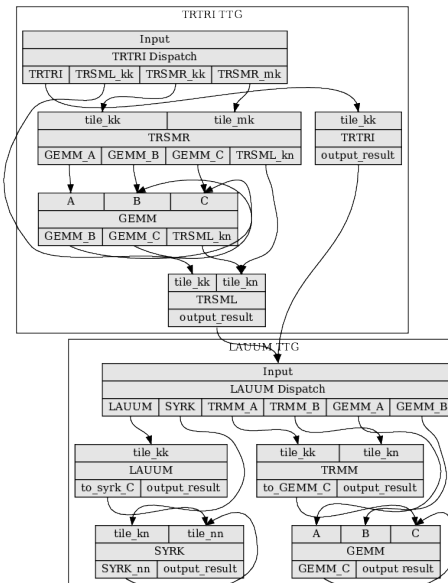 TRTRI TTG
Input
TRTRI Dispatch
TRTRI TRSML_kk TRSMR_kk TRSMR_mk
tile_kk tile_mk tile_kk
TRSMR TRTRI
GEMM_A GEMM_B GEMM_C TRSML_kn output_result
A B C
GEMM
GEMM_B GEMM_C TRSML_kn
tile_kk tile_kn
TRSML
output_result
LAUUM TTG
Input
LAUUM Dispatch
LAUUM SYRK TRMM_A TRMM_B GEMM_A GEMM_B
tile_kk tile_kk tile_kn
LAUUM TRMM
to_syrk_C output_result to_GEMM_C output_result
tile_kn tile_nn A B C
SYRK GEMM
SYRK_nn output_result GEMM_C output_result